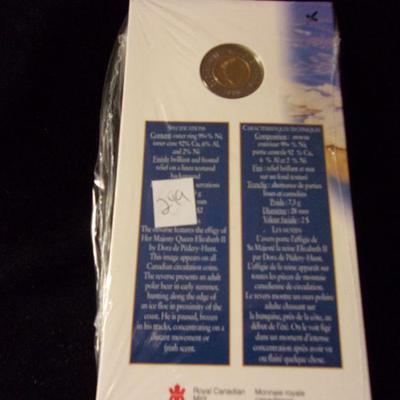 SPECIFICATIONS
Content: outer ring 99+% Ni,
inner core 92% Cu, 6% Al,
and 2% Ni
Finish: brilliant and frosted
relief on a lined textured
background
serrations
299
The obverse features the effigy of
Her Majesty Queen Elizabeth II
by Dora de Pédery-Hunt.
This image appears on all
Canadian circulation coins.
The reverse presents an adult
polar bear in early summer,
hunting along the edge of
an ice floe in proximity of the
coast. He is paused, frozen
in his tracks, concentrating on a
distant movement or
fresh scent.
CARACTÉRISTIQUES TECHNIQUES
Composition : anneau
extérieur 99+ % Ni,
partie centrale 92 % Cu,
6 % Al et 2 % Ni
Fini : relief brillant et mat
sur un fond texturé
Tranche : alternance de parties
lisses et cannelées
Poids : 7,3 g
Diamètre : 28 mm
Valeur faciale : 2 $
LES MOTIFS
L'avers porte l'effigie de
Sa Majesté la reine Elizabeth II
par Dora de Pédery-Hunt.
L'effigie de la reine apparaît sur
toutes les pièces de monnaie
canadienne de circulation.
Le revers montre un ours polaire
adulte chassant sur
la banquise, près de la côte, au
début de l'été. On le voit figé
dans un moment d'intense
concentration après avoir vu
ou flairé quelque chose.
Royal Canadian
Mint
Monnaie royale
canadienne